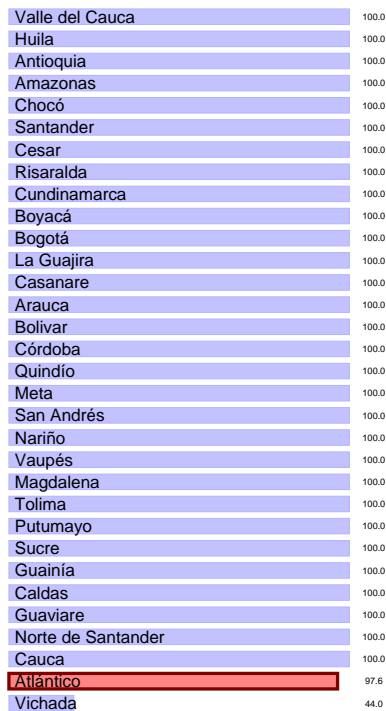 Valle del Cauca 100.0
Huila 100.0
Antioquia 100.0
Amazonas 100.0
Chocó 100.0
Santander 100.0
Cesar 100.0
Risaralda 100.0
Cundinamarca 100.0
Boyacá 100.0
Bogotá 100.0
La Guajira 100.0
Casanare 100.0
Arauca 100.0
Bolivar 100.0
Córdoba 100.0
Quindío 100.0
Meta 100.0
San Andrés 100.0
Nariño 100.0
Vaupés 100.0
Magdalena 100.0
Tolima 100.0
Putumayo 100.0
Sucre 100.0
Guainía 100.0
Caldas 100.0
Guaviare 100.0
Norte de Santander 100.0
Cauca 100.0
Atlántico 97.6
Vichada 44.0